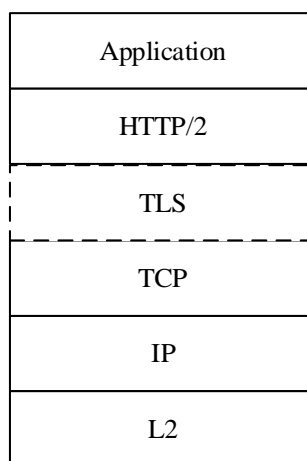 Application
HTTP/2
TLS
TCP
IP
L2